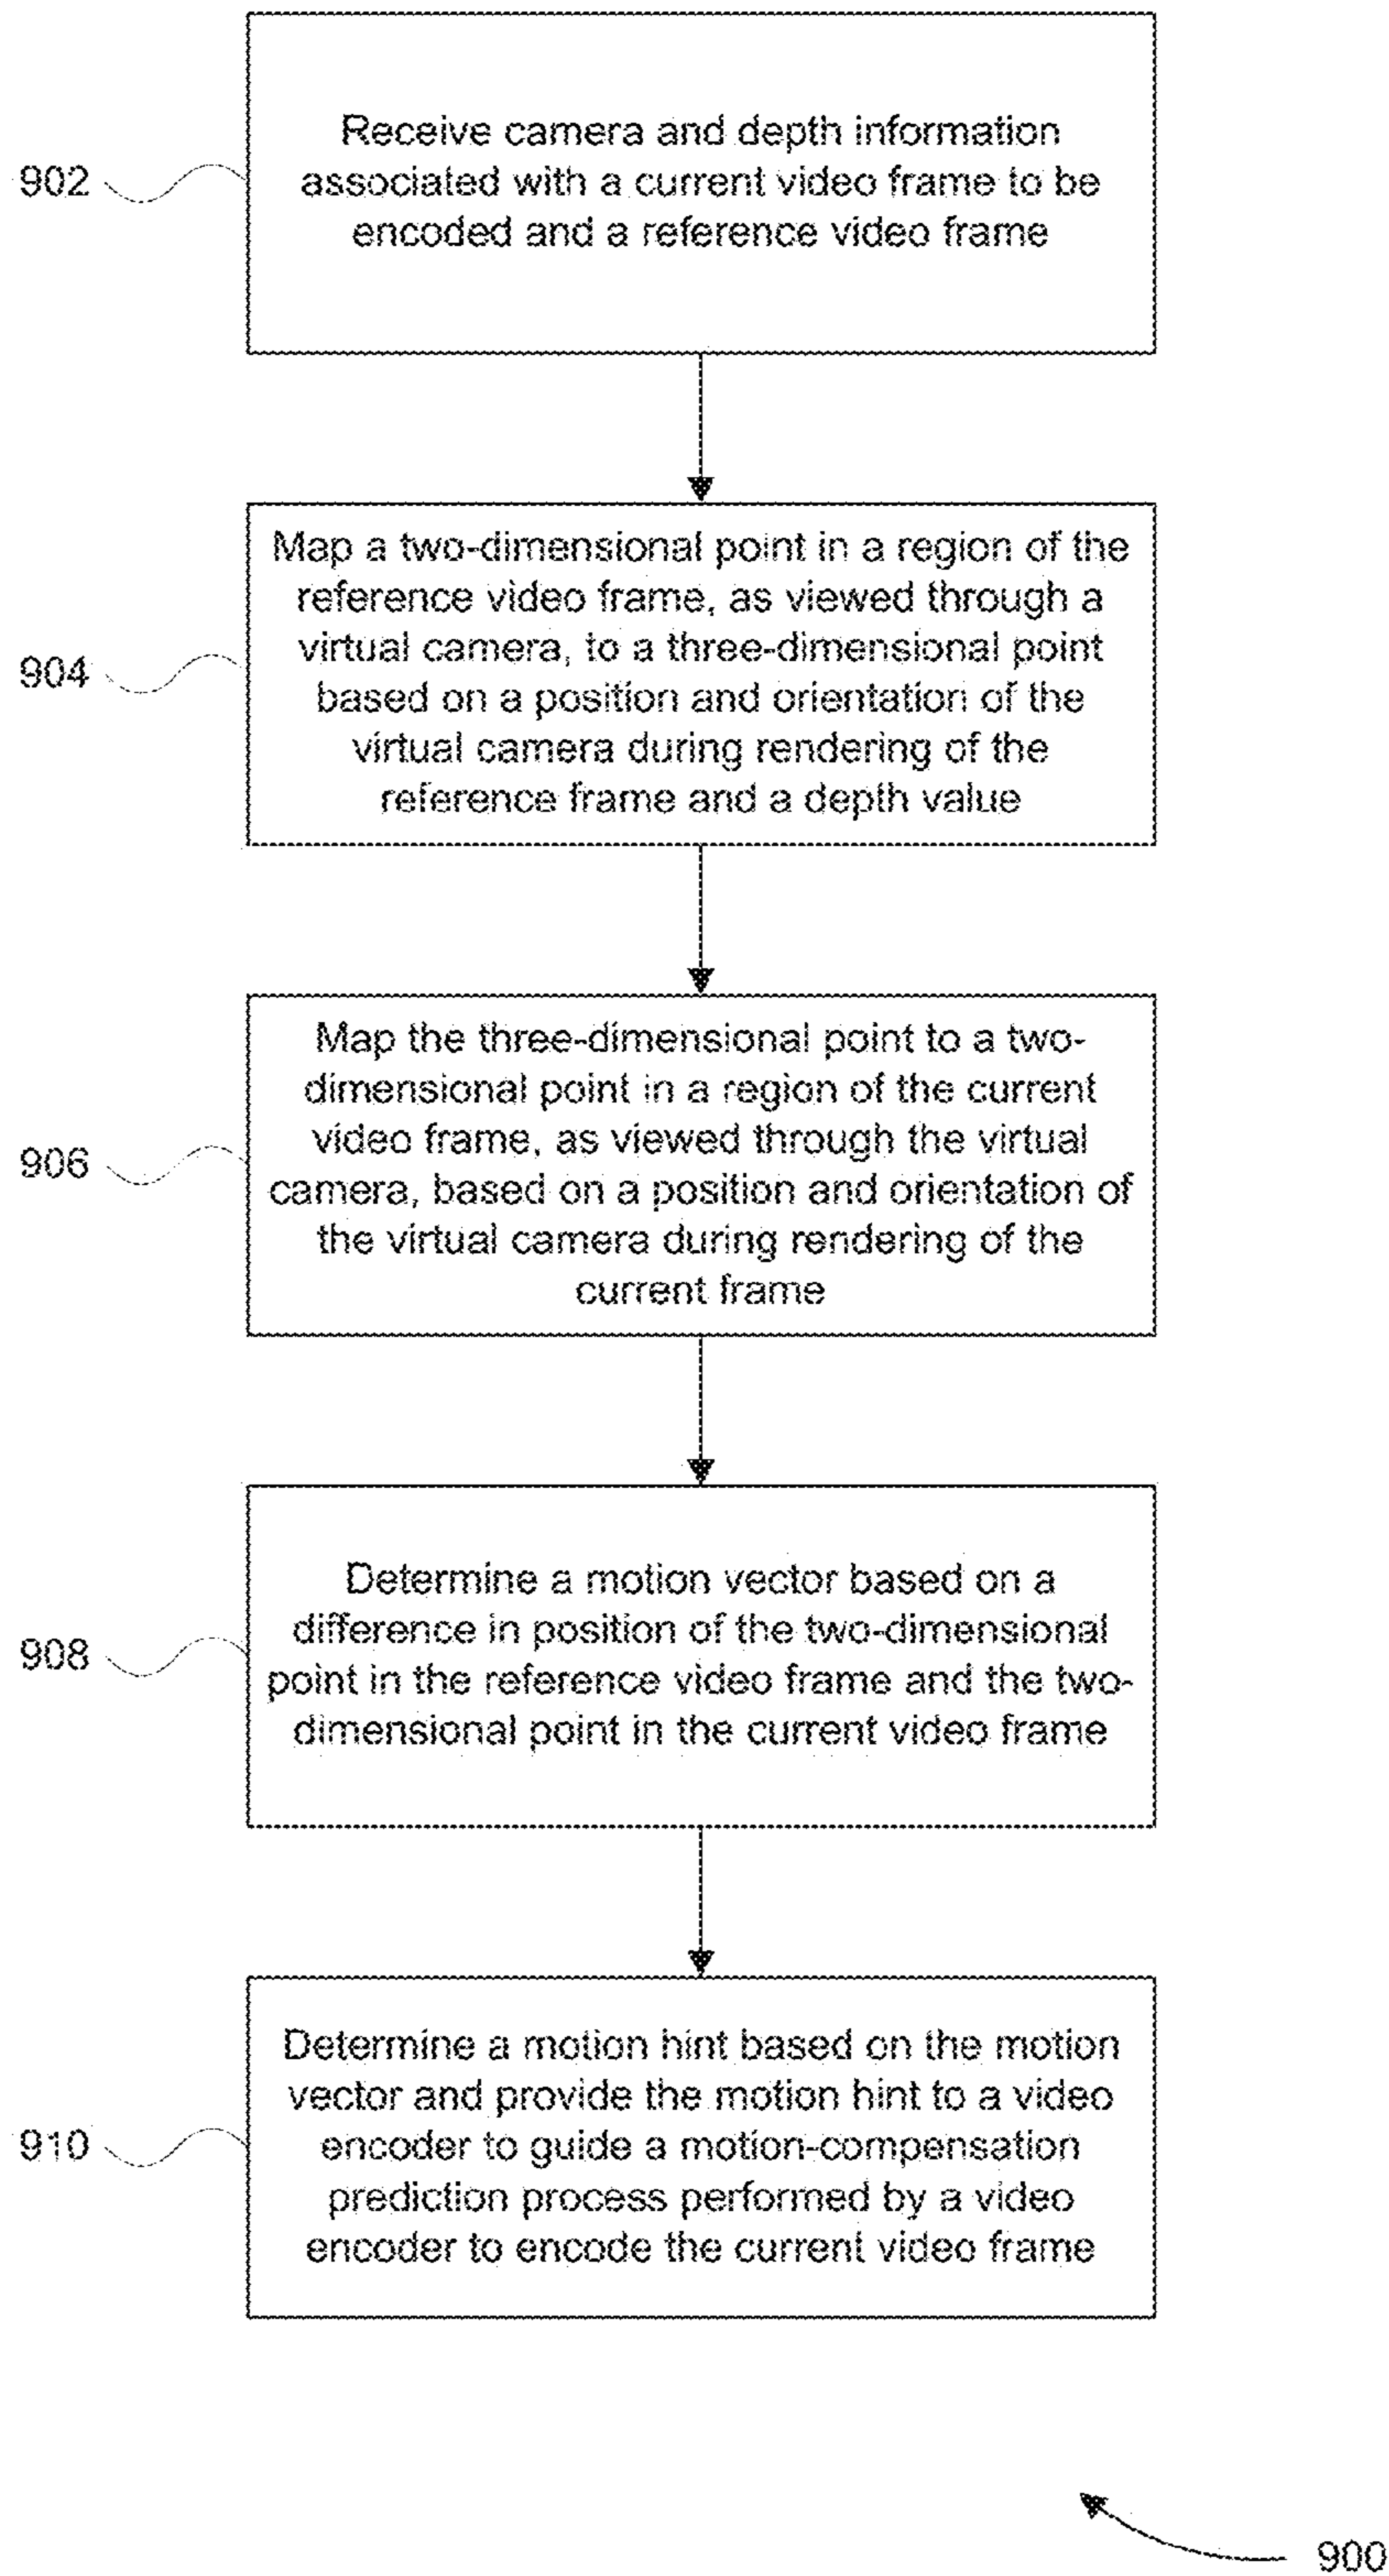 902
Receive camera and depth information
associated with a current video frame to be
encoded and a reference video frame
904
Map a two-dimensional point in a region of the
reference video frame, as viewed through a
virtual camera, to a three-dimensional point
based on a position and orientation of the
virtual camera during rendering of the
reference frame and a depth value
906
Map the three-dimensional point to a two-
dimensional point in a region of the current
video frame, as viewed through the virtual
camera, based on a position and orientation of
the virtual camera during rendering of the
current frame
908
Determine a motion vector based on a
difference in position of the two-dimensional
point in the reference video frame and the two-
dimensional point in the current video frame
910
Determine a motion hint based on the motion
vector and provide the motion hint to a video
encoder to guide a motion-compensation
prediction process performed by a video
encoder to encode the current video frame
900